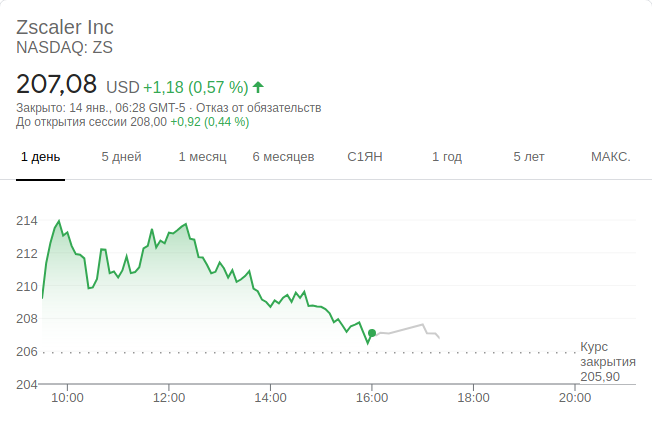 Zscaler Inc
NASDAQ: ZS
207,08 USD +1,18 (0,57 %)
Закрыто: 14 янв., 06:28 GMT-5 · Отказ от обязательств
До открытия сессии 208,00 +0,92 (0,44 %)
1 день 5 дней 1 месяц 6 месяцев С1ЯН 1 год 5 лет МАКС.
214
212
210
208
206
204
Курс
закрытия
205,90
10:00 12:00 14:00 16:00 18:00 20:00